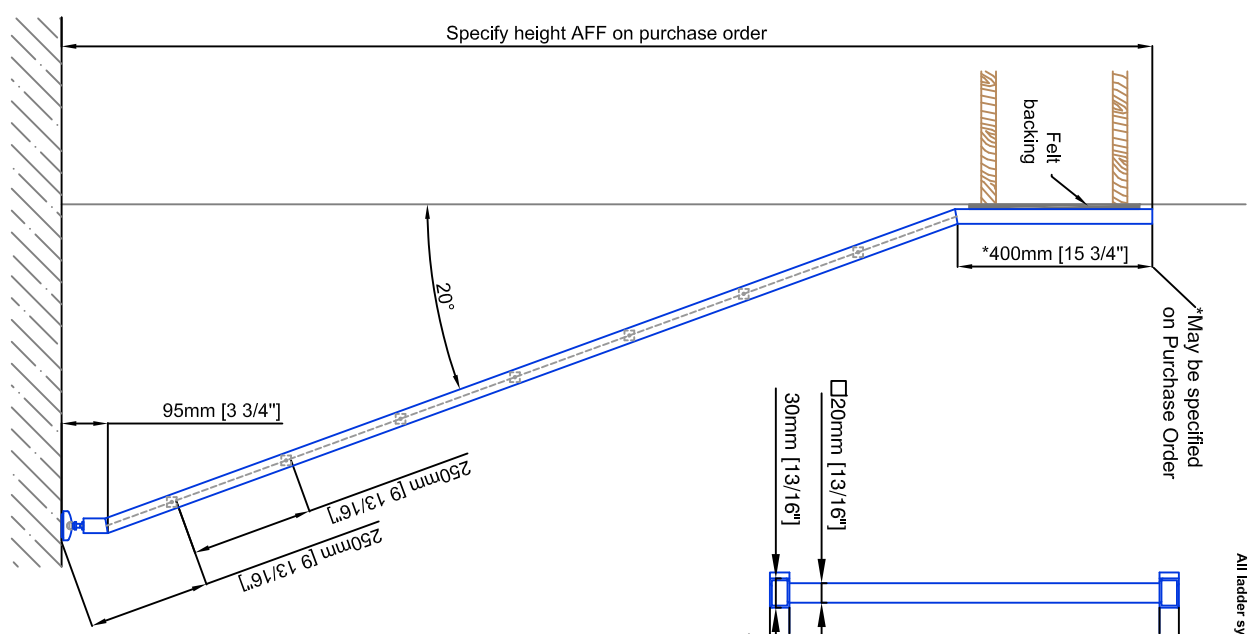 Specify height AFF on purchase order
Felt
backing
*400mm [15 3/4"]
*May be specified
on Purchase Order
20°
95mm [3 3/4"]
250mm [9 13/16"]
250mm [9 13/16"]
□20mm [13/16"]
30mm [13/16"]
All ladder sy